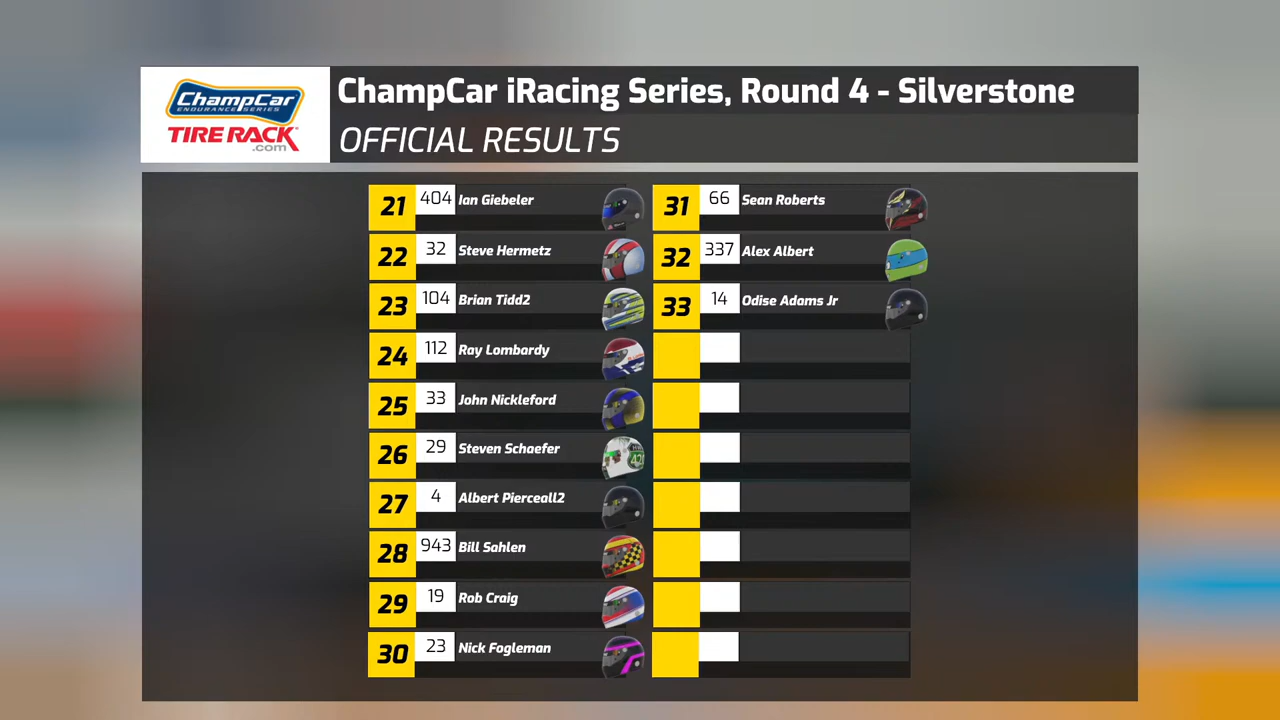 ChampCar
ENDURANCE SERIES
TIRE RACK
.com
ChampCar iRacing Series, Round 4 - Silverstone
OFFICIAL RESULTS
21 404 Ian Giebeler
22 32 Steve Hermetz
23 104 Brian Tidd2
24 112 Ray Lombardy
25 33 John Nickleford
26 29 Steven Schaefer
27 4 Albert Pierceall2
28 943 Bill Sahlen
29 19 Rob Craig
30 23 Nick Fogleman
31 66 Sean Roberts
32 337 Alex Albert
33 14 Odise Adams Jr